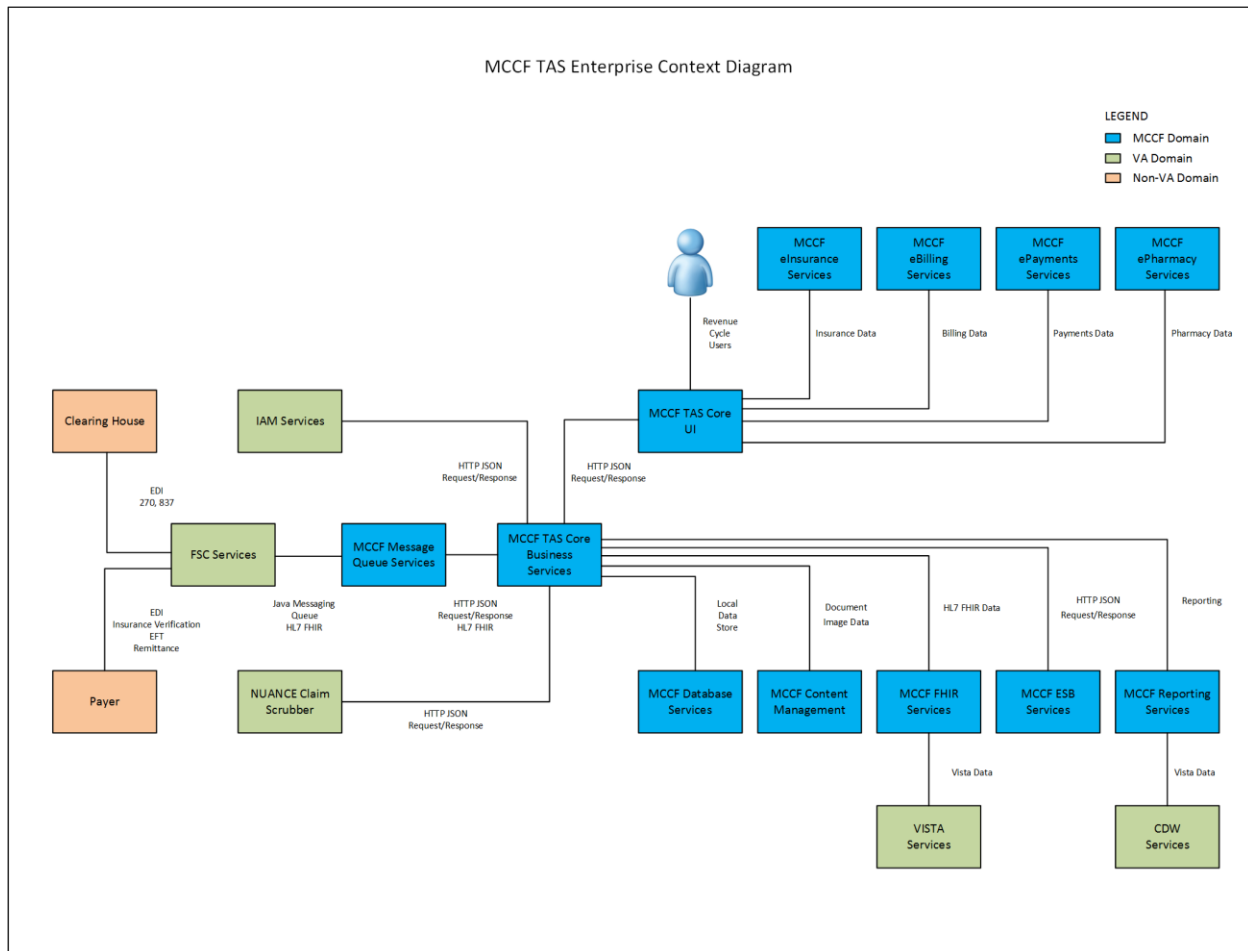 MCCF TAS Enterprise Context Diagram
LEGEND
MCCF Domain
VA Domain
Non-VA Domain
MCCF
eInsurance
Services
MCCF
eBilling
Services
MCCF
ePayments
Services
MCCF
ePharmacy
Services
Revenue
Cycle
Users
Insurance Data
Billing Data
Payments Data
Pharmacy Data
Clearing House
IAM Services
MCCF TAS Core
UI
HTTP JSON
Request/Response
HTTP JSON
Request/Response
EDI
270, 837
FSC Services
MCCF Message
Queue Services
MCCF TAS Core
Business
Services
EDI
Insurance Verification
EFT
Remittance
Java Messaging
Queue
HL7 FHIR
HTTP JSON
Request/Response
HL7 FHIR
Local
Data
Store
Document
Image Data
HL7 FHIR Data
HTTP JSON
Request/Response
Reporting
Payer
NUANCE Claim
Scrubber
HTTP JSON
Request/Response
MCCF Database
Services
MCCF Content
Management
MCCF FHIR
Services
MCCF ESB
Services
MCCF Reporting
Services
Vista Data
Vista Data
VISTA
Services
CDW
Services